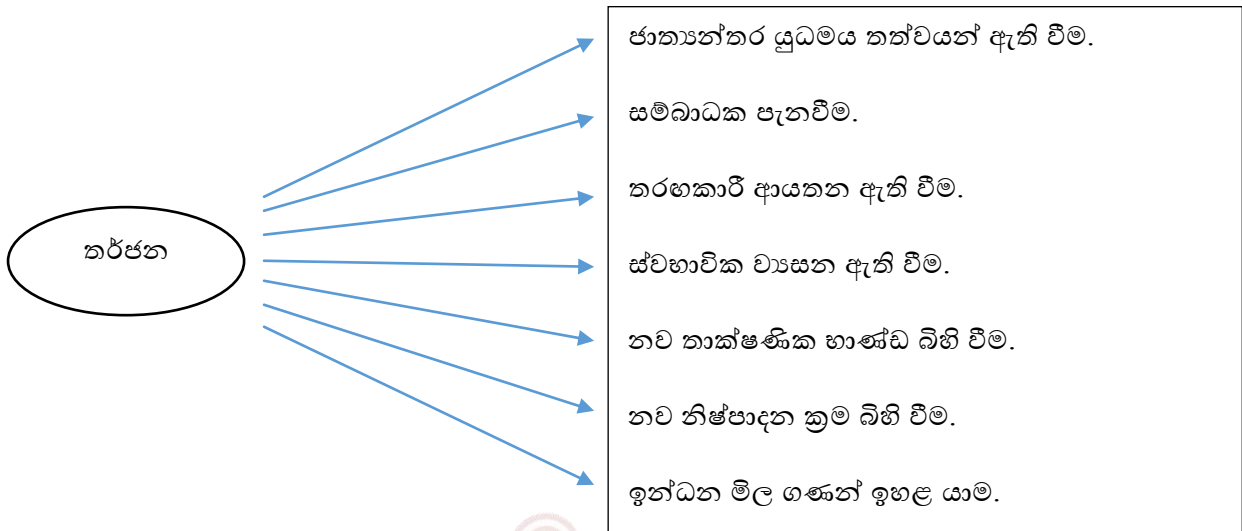 තර්ජන
ජාත්‍යන්තර යුධමය තත්වයන් ඇති වීම.
සම්බාධක පැනවීම.
තරඟකාරී ආයතන ඇති වීම.
ස්වභාවික ව්‍යසන ඇති වීම.
නව තාක්ෂණික භාණ්ඩ බිහි වීම.
නව නිෂ්පාදන ක්‍රම බිහි වීම.
ඉන්ධන මිල ගණන් ඉහළ යාම.